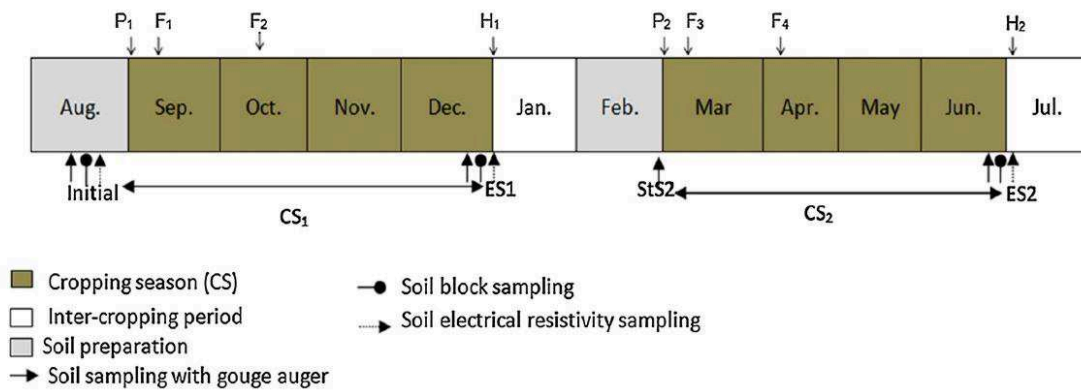 P₁ F₁ F₂ H₁ P₂ F₃ F₄ H₂
Aug. Sep. Oct. Nov. Dec. Jan. Feb. Mar Apr. May Jun. Jul.
Initial ES1 StS2 ES2
CS₁ CS₂
Cropping season (CS)
Inter-cropping period
Soil preparation
Soil sampling with gouge auger
Soil block sampling
Soil electrical resistivity sampling